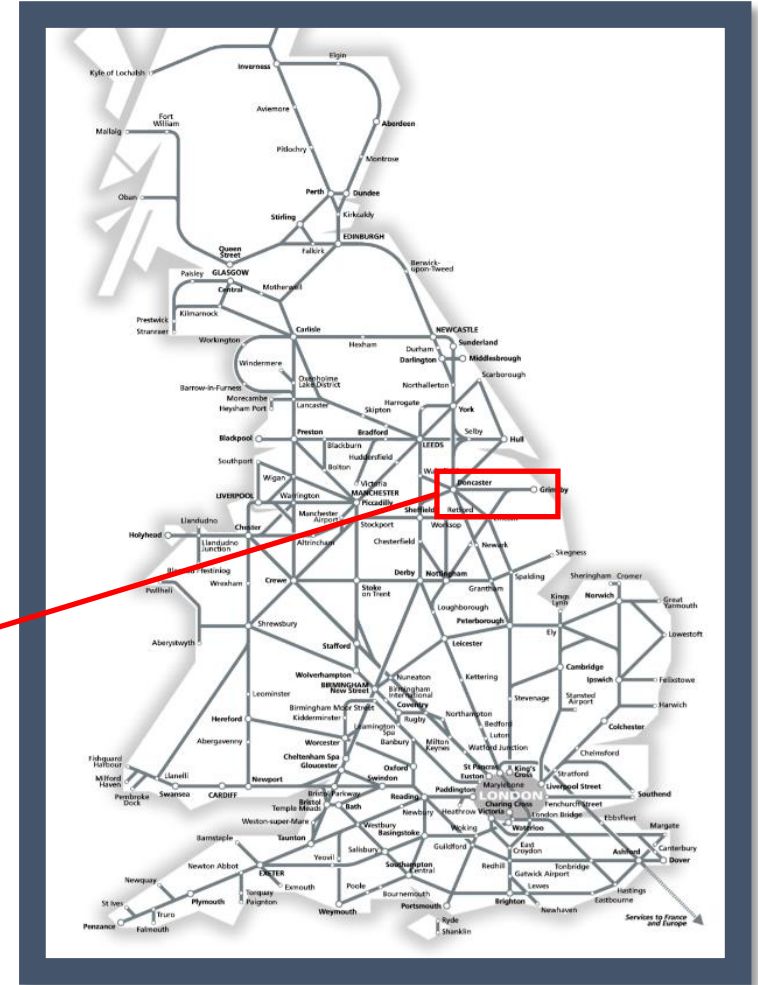 Elgin
Inverness
Kyle of Lochalsh
Aviemore
Fort
William
Mallaig
Aberdeen
Pitlochry
Montrose
Perth
Dundee
Oban
Stirling
Kirkcaldy
EDINBURGH
Queen
Street
Falkirk
Berwick-
upon-Tweed
Paisley
GLASGOW
Central
Motherwell
Prestwick
Kilmarnock
Stranraer
Carlisle
NEWCASTLE
Workington
Hexham
Durham
Sunderland
Darlington
Middlesbrough
Windermere
Scarborough
Oxenholme
Lake District
Barrow-in-Furness
Northallerton
Morecambe
Lancaster
Harrogate
York
Heysham Port
Skipton
Preston
Bradford
Selby
Blackpool
Blackburn
LEEDS
Hull
Huddersfield
Southport
Bolton
Wigan
Victoria
Doncaster
MANCHESTER
LIVERPOOL
Warrington
Piccadilly
Manchester
Airport
Retford
Llandudno
Chester
Stockport
Worksop
Holyhead
Llandudno
Junction
Altrincham
Chesterfield
Newark
Skegness
Wrexham
Crewe
Stoke
on Trent
Derby
Nottingham
Spalding
Sheringham
Cromer
Pwllheli
Grantham
Kings
Lynn
Norwich
Great
Yarmouth
Loughborough
Shrewsbury
Peterborough
Ely
Lowestoft
Aberystwyth
Stafford
Leicester
Wolverhampton
Cambridge
BIRMINGHAM
New Street
Nuneaton
Kettering
Birmingham
International
Ipswich
Felixstowe
Leominster
Stevenage
Stansted
Airport
Birmingham Moor Street
Coventry
Harwich
Hereford
Kidderminster
Rugby
Northampton
Leamington
Spa
Bedford
Colchester
Abergavenny
Worcester
Banbury
Milton
Keynes
Luton
Watford Junction
Chelmsford
Fishguard
Harbour
Cheltenham Spa
Gloucester
Oxford
St Pancras
King's
Cross
Euston
Stratford
Milford
Haven
Llanelli
Newport
Swindon
Marylebone
Liverpool Street
Pembroke
Dock
Swansea
CARDIFF
Bristol Parkway
Reading
Paddington
LONDON
Southend
Bristol
Temple Meads
Bath
Charing Cross
Fenchurch Street
Newbury
Heathrow
Victoria
London Bridge
Ebbsfleet
Weston-super-Mare
Westbury
Basingstoke
Woking
Waterloo
Margate
Barnstaple
Taunton
East
Croydon
Canterbury
Salisbury
Guildford
Ashford
Dover
Newton Abbot
Yeovil
Southampton
Central
Redhill
Tonbridge
EXETER
Gatwick Airport
Newquay
Exmouth
Poole
Lewes
Hastings
Torquay
Paignton
Bournemouth
Eastbourne
St Ives
Plymouth
Weymouth
Portsmouth
Brighton
Newhaven
Truro
Services to France
and Europe
Penzance
Falmouth
Ryde
Shanklin